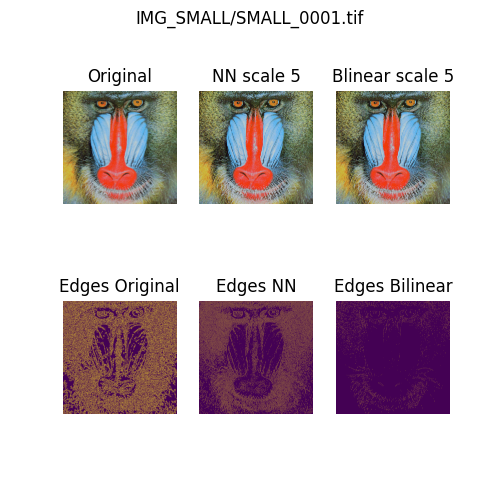 IMG_SMALL/SMALL_0001.tif
Original
NN scale 5
Blinear scale 5
Edges Original
Edges NN
Edges Bilinear